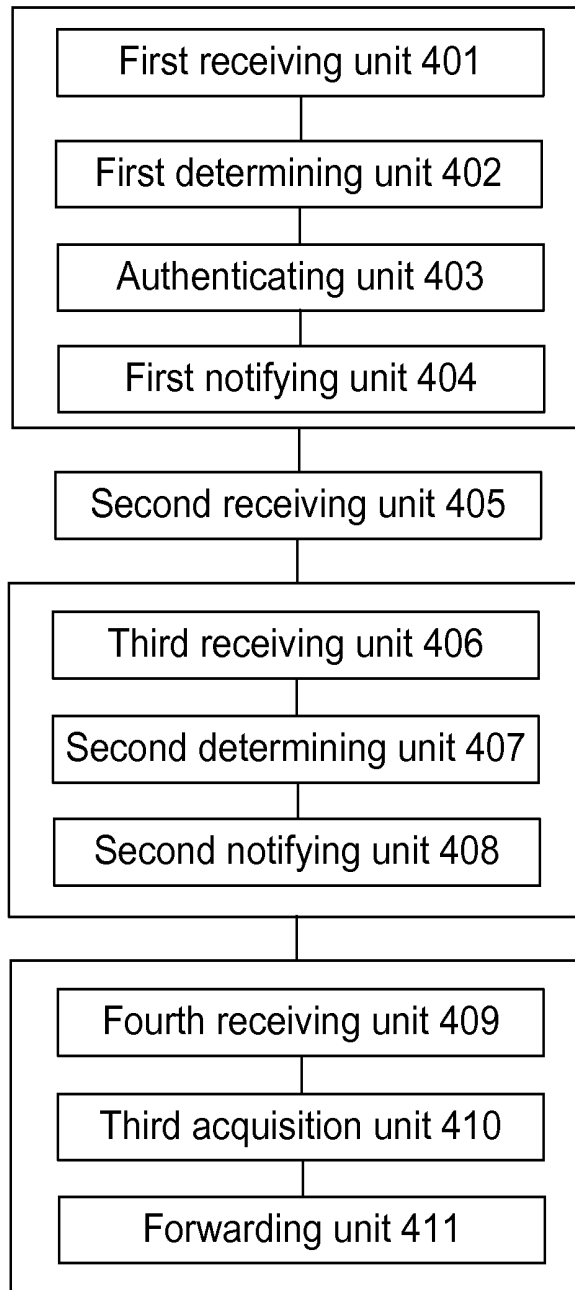 First receiving unit 401
First determining unit 402
Authenticating unit 403
First notifying unit 404
Second receiving unit 405
Third receiving unit 406
Second determining unit 407
Second notifying unit 408
Fourth receiving unit 409
Third acquisition unit 410
Forwarding unit 411